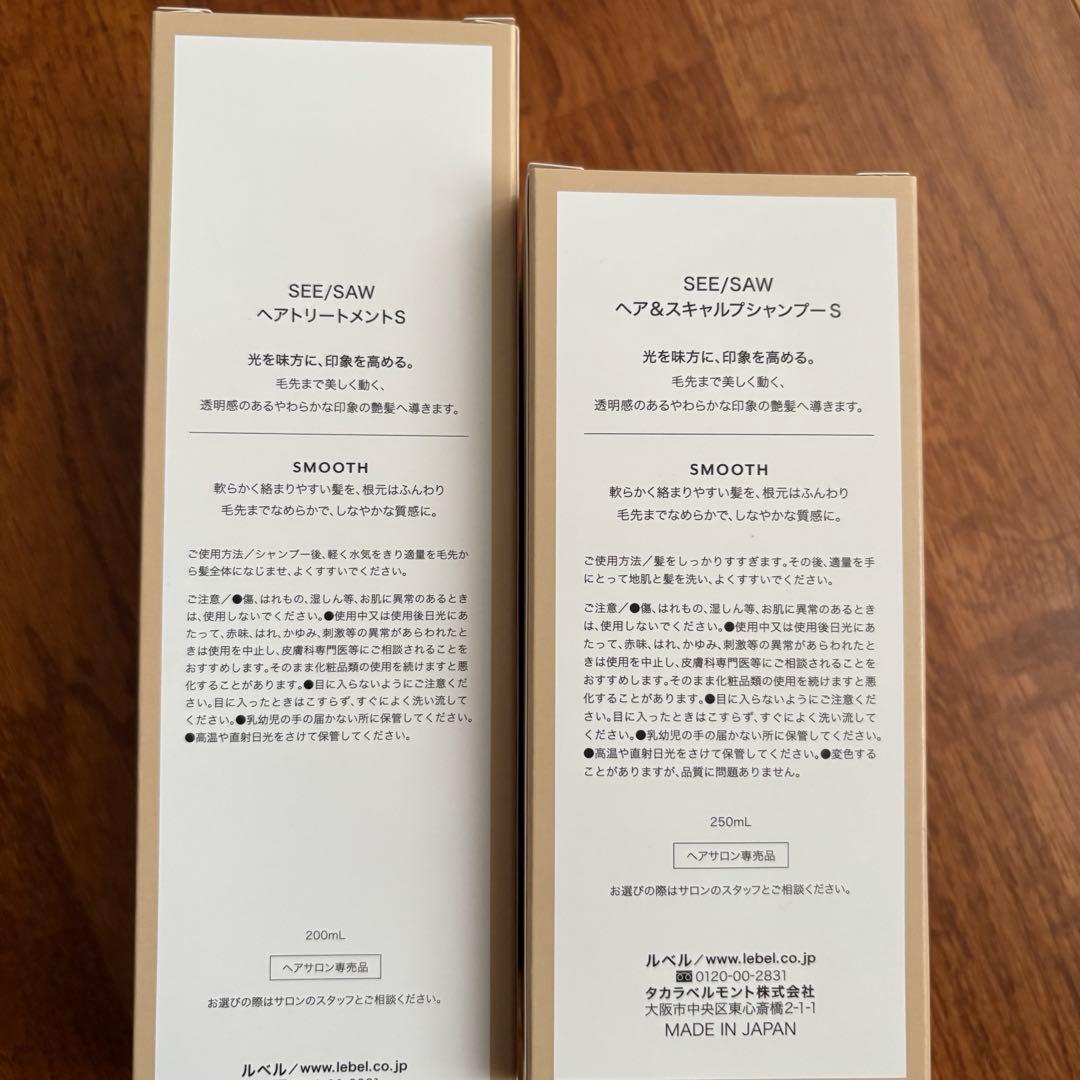 SEE/SAW
ヘアトリートメントS
光を味方に、印象を高める。
毛先まで美しく動く、
透明感のあるやわらかな印象の艶髪へ導きます。
SMOOTH
軟らかく絡まりやすい髪を、根元はふんわり
毛先までなめらかで、しなやかな質感に。
ご使用方法／シャンプー後、軽く水気をきり適量を毛先か
ら髪全体になじませ、よくすすいでください。
ご注意／●傷、はれもの、湿しん等、お肌に異常のあるとき
は、使用しないでください。●使用中又は使用後日光にあ
たって、赤味、はれ、かゆみ、刺激等の異常があらわれたと
きは使用を中止し、皮膚科専門医等にご相談されることを
おすすめします。そのまま化粧品類の使用を続けますと悪
化することがあります。●目に入らないようにご注意くだ
さい。目に入ったときはこすらず、すぐによく洗い流して
ください。●乳幼児の手の届かない所に保管してください。
●高温や直射日光をさけて保管してください。
200mL
ヘアサロン専売品
お選びの際はサロンのスタッフとご相談ください。
ルベル／www.lebel.co.jp
SEE/SAW
ヘア＆スキャルプシャンプーS
光を味方に、印象を高める。
毛先まで美しく動く、
透明感のあるやわらかな印象の艶髪へ導きます。
SMOOTH
軟らかく絡まりやすい髪を、根元はふんわり
毛先までなめらかで、しなやかな質感に。
ご使用方法／髪をしっかりすすぎます。その後、適量を手
にとって地肌と髪を洗い、よくすすいでください。
ご注意／●傷、はれもの、湿しん等、お肌に異常のあるとき
は、使用しないでください。●使用中又は使用後日光にあ
たって、赤味、はれ、かゆみ、刺激等の異常があらわれたと
きは使用を中止し、皮膚科専門医等にご相談されることを
おすすめします。そのまま化粧品類の使用を続けますと悪
化することがあります。●目に入らないようにご注意くだ
さい。目に入ったときはこすらず、すぐによく洗い流して
ください。●乳幼児の手の届かない所に保管してください。
●高温や直射日光をさけて保管してください。●変色する
ことがありますが、品質に問題ありません。
250mL
ヘアサロン専売品
お選びの際はサロンのスタッフとご相談ください。
ルベル／www.lebel.co.jp
0120-00-2831
タカラベルモント株式会社
大阪市中央区東心斎橋2-1-1
MADE IN JAPAN